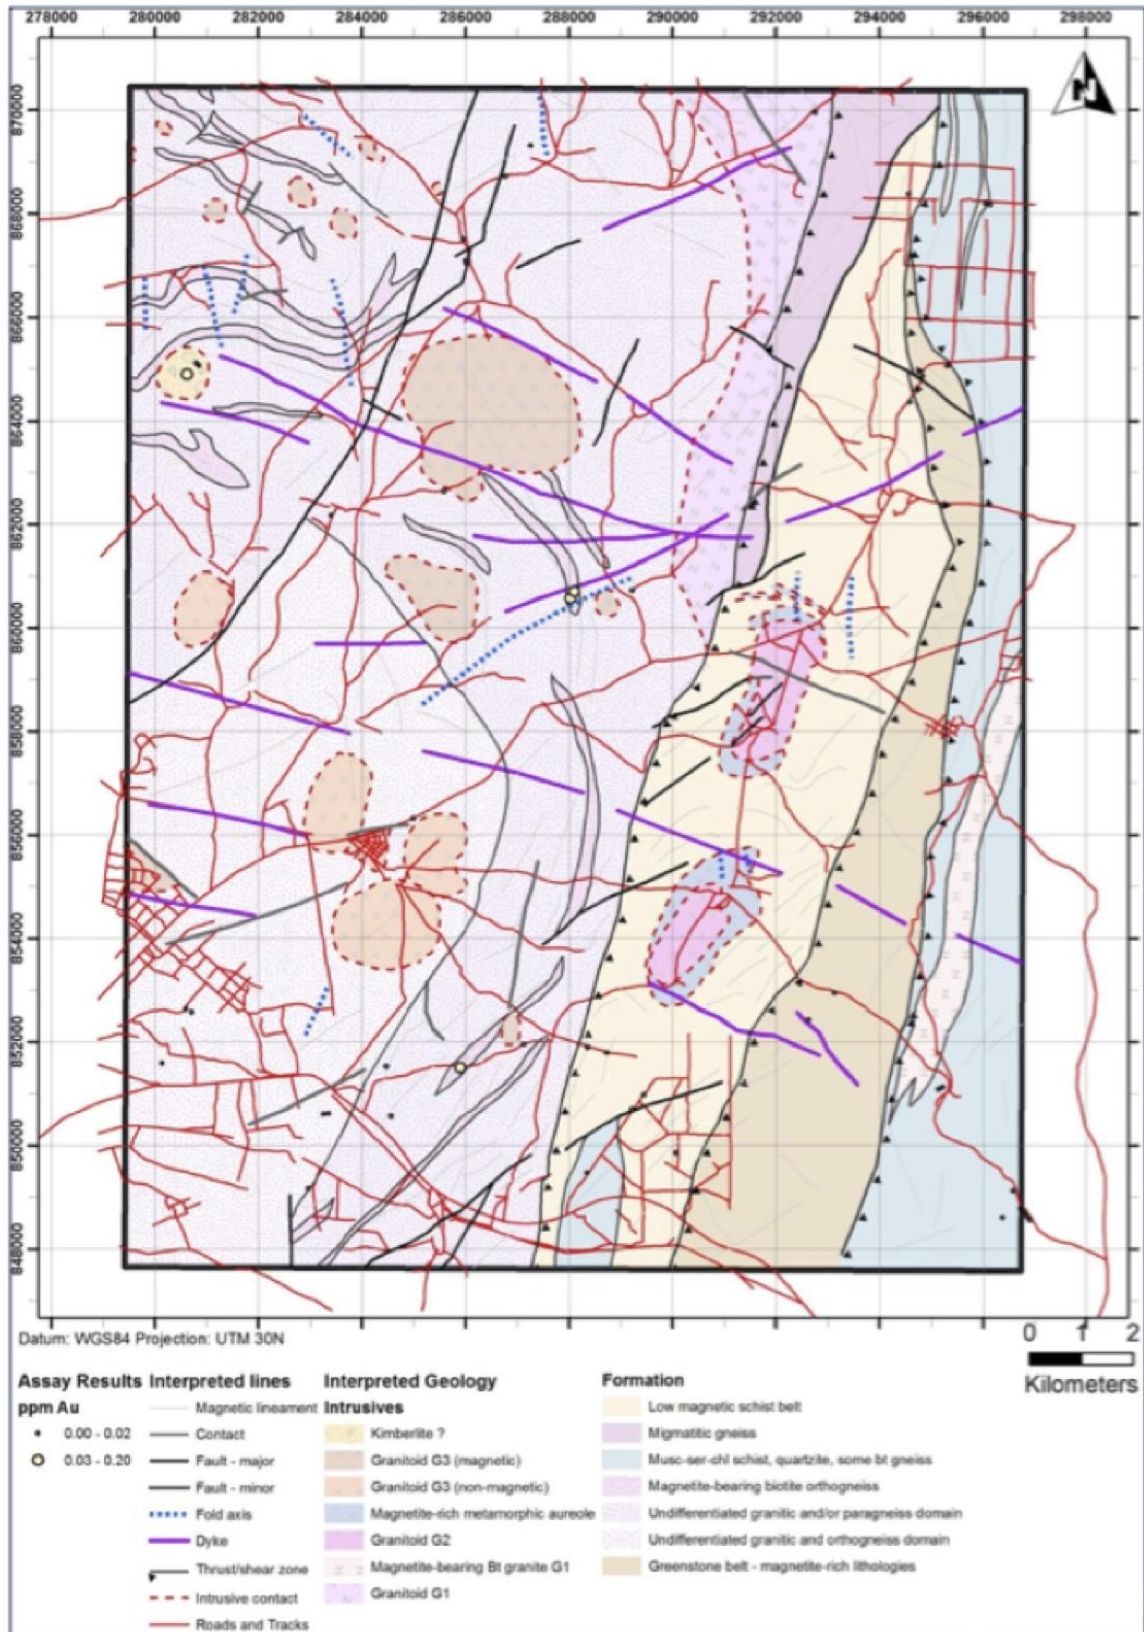 278000 280000 282000 284000 286000 288000 290000 292000 294000 296000 298000
N
870000
868000
866000
864000
862000
860000
858000
856000
854000
852000
850000
848000
Datum: WGS84 Projection: UTM 30N
0 1 2
Kilometers
Assay Results
ppm Au
0.00 - 0.02
0.03 - 0.20
Interpreted lines
Magnetic lineament
Contact
Fault - major
Fault - minor
Fold axis
Dyke
Thrust/shear zone
Intrusive contact
Roads and Tracks
Interpreted Geology
Intrusives
Kimberlite ?
Granitoid G3 (magnetic)
Granitoid G3 (non-magnetic)
Magnetite-rich metamorphic aureole
Granitoid G2
Magnetite-bearing Bt granite G1
Granitoid G1
Formation
Low magnetic schist belt
Migmatitic gneiss
Musc-ser-chl schist, quartzite, some bt gneiss
Magnetite-bearing biotite orthogneiss
Undifferentiated granitic and/or paragneiss domain
Undifferentiated granitic and orthogneiss domain
Greenstone belt - magnetite-rich lithologies